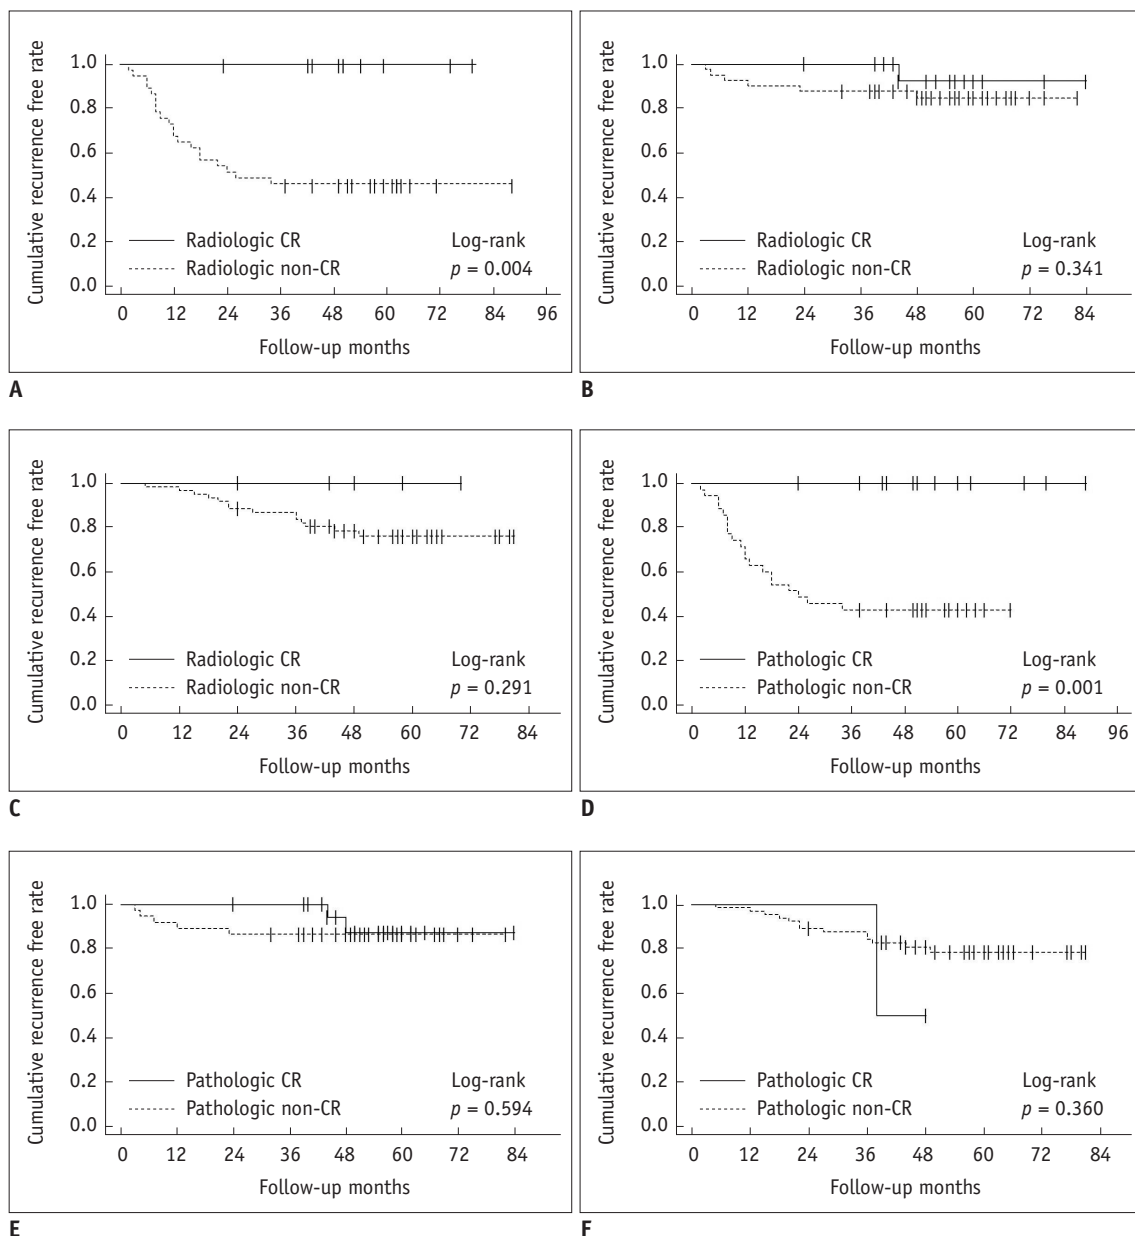 Cumulative recurrence free rate
1.0
0.8
0.6
0.4
0.2
0.0
Radiologic CR
Radiologic non-CR
Log-rank
p = 0.004
0 12 24 36 48 60 72 84 96
Follow-up months
A
Cumulative recurrence free rate
1.0
0.8
0.6
0.4
0.2
0.0
Radiologic CR
Radiologic non-CR
Log-rank
p = 0.341
0 12 24 36 48 60 72 84
Follow-up months
B
Cumulative recurrence free rate
1.0
0.8
0.6
0.4
0.2
0.0
Radiologic CR
Radiologic non-CR
Log-rank
p = 0.291
0 12 24 36 48 60 72 84
Follow-up months
C
Cumulative recurrence free rate
1.0
0.8
0.6
0.4
0.2
0.0
Pathologic CR
Pathologic non-CR
Log-rank
p = 0.001
0 12 24 36 48 60 72 84 96
Follow-up months
D
Cumulative recurrence free rate
1.0
0.8
0.6
0.4
0.2
0.0
Pathologic CR
Pathologic non-CR
Log-rank
p = 0.594
0 12 24 36 48 60 72 84
Follow-up months
E
Cumulative recurrence free rate
1.0
0.8
0.6
0.4
0.2
0.0
Pathologic CR
Pathologic non-CR
Log-rank
p = 0.360
0 12 24 36 48 60 72 84
Follow-up months
F